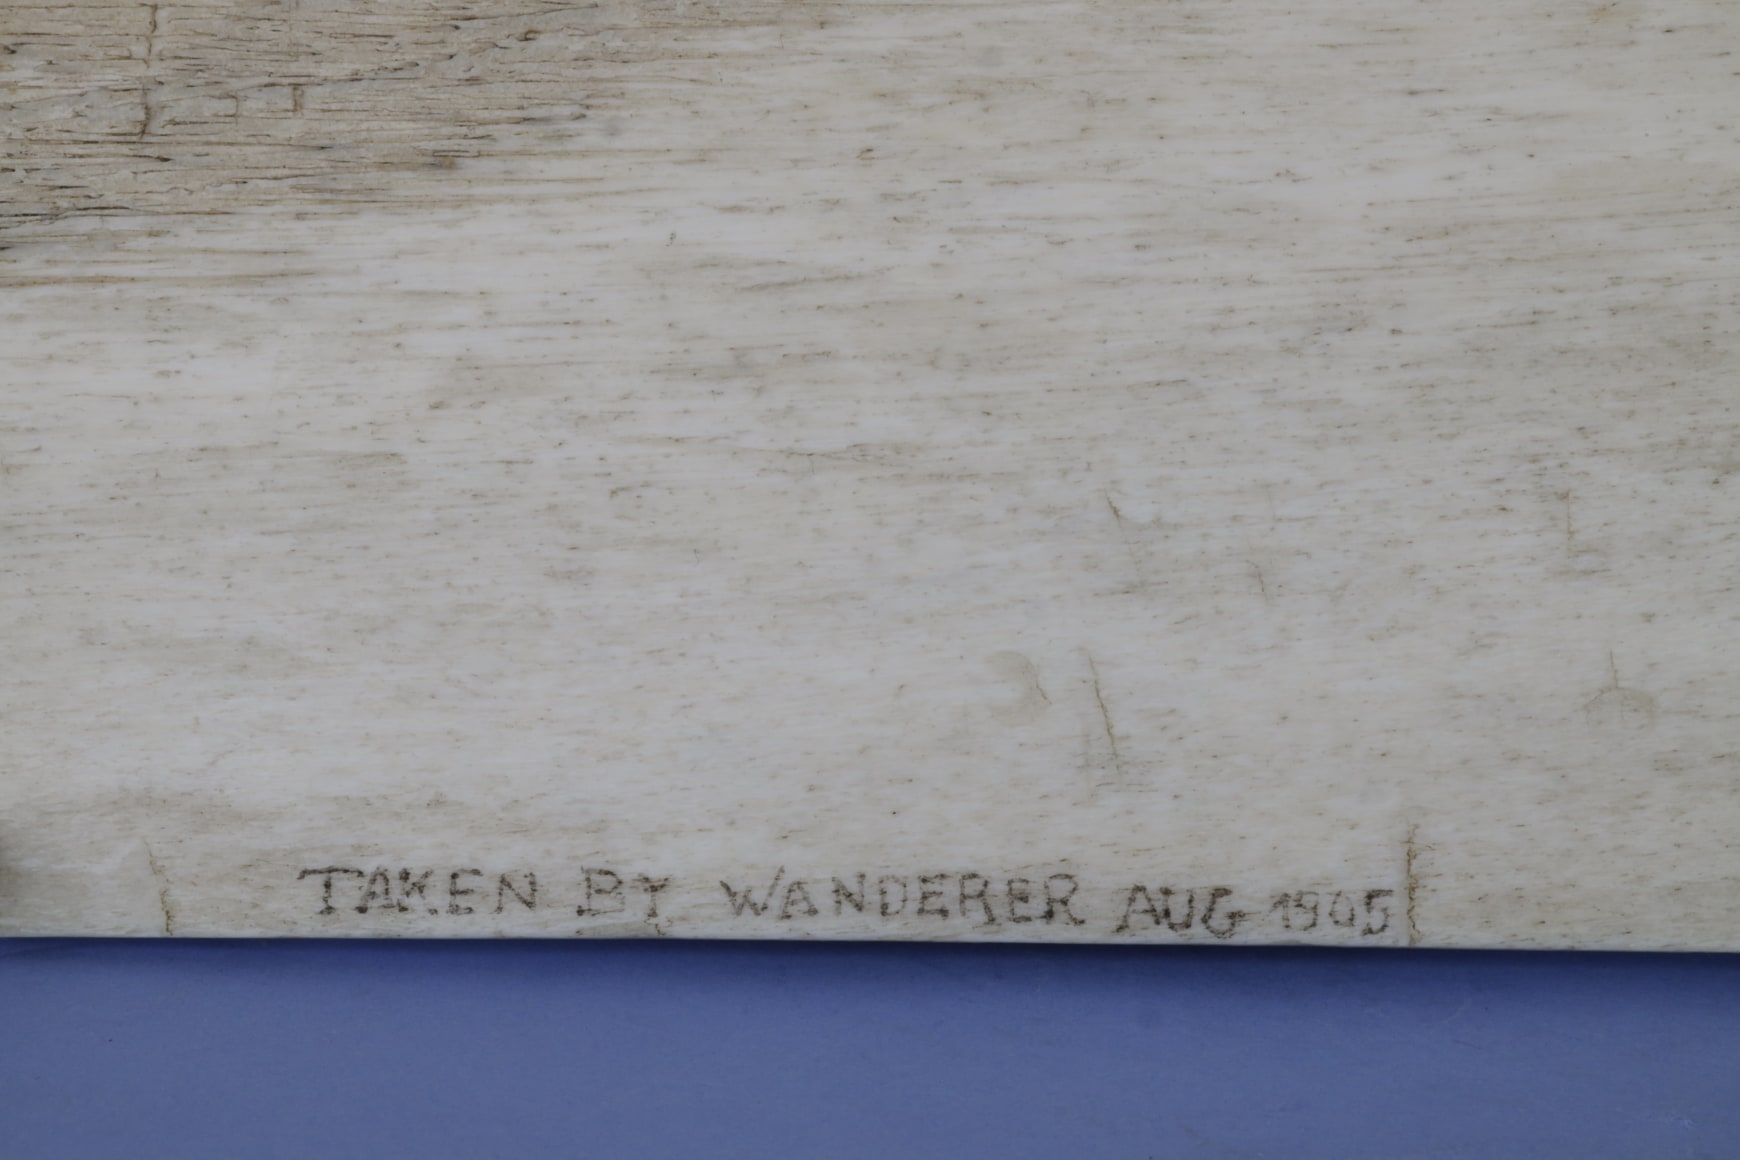 TAKEN BY WANDERER AUG 1905